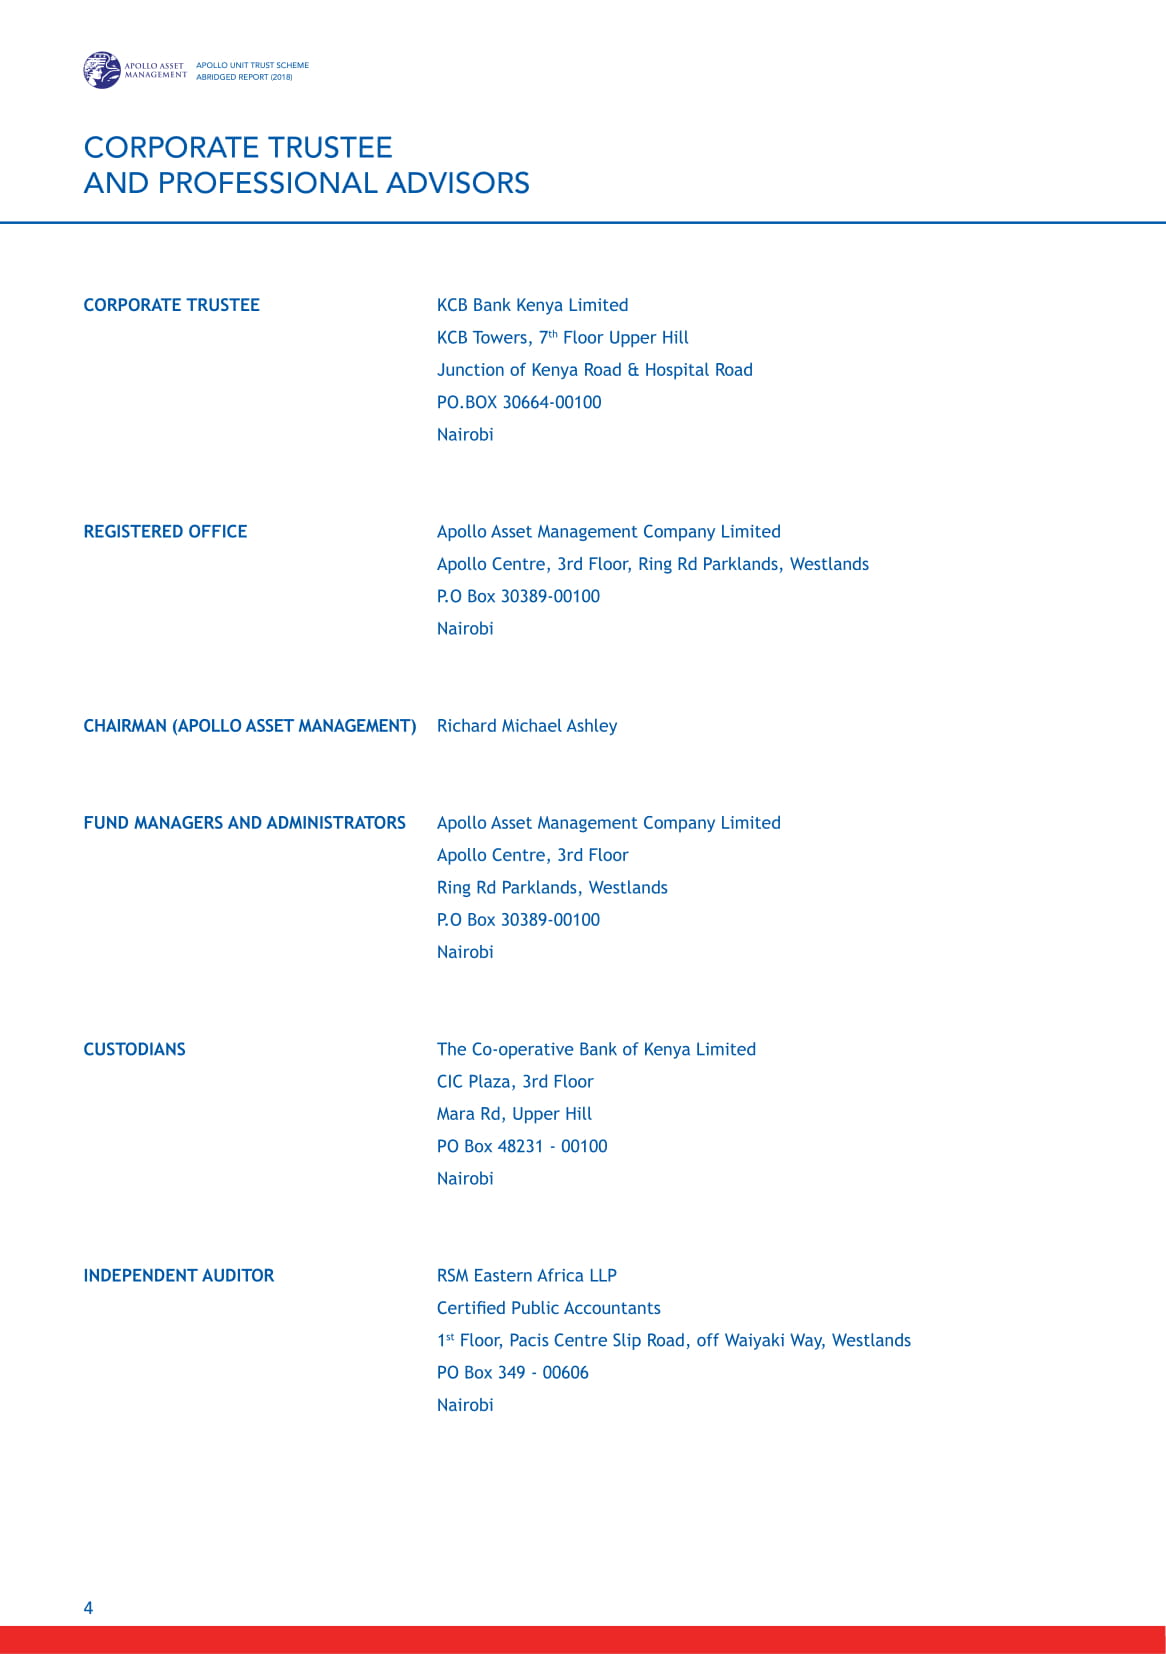 APOLLO ASSET
MANAGEMENT
APOLLO UNIT TRUST SCHEME
ABRIDGED REPORT (2018)
CORPORATE TRUSTEE
AND PROFESSIONAL ADVISORS
CORPORATE TRUSTEE
KCB Bank Kenya Limited
KCB Towers, 7th Floor Upper Hill
Junction of Kenya Road & Hospital Road
PO.BOX 30664-00100
Nairobi
REGISTERED OFFICE
Apollo Asset Management Company Limited
Apollo Centre, 3rd Floor, Ring Rd Parklands, Westlands
P.O Box 30389-00100
Nairobi
CHAIRMAN (APOLLO ASSET MANAGEMENT)
Richard Michael Ashley
FUND MANAGERS AND ADMINISTRATORS
Apollo Asset Management Company Limited
Apollo Centre, 3rd Floor
Ring Rd Parklands, Westlands
P.O Box 30389-00100
Nairobi
CUSTODIANS
The Co-operative Bank of Kenya Limited
CIC Plaza, 3rd Floor
Mara Rd, Upper Hill
PO Box 48231 - 00100
Nairobi
INDEPENDENT AUDITOR
RSM Eastern Africa LLP
Certified Public Accountants
1st Floor, Pacis Centre Slip Road, off Waiyaki Way, Westlands
PO Box 349 - 00606
Nairobi
4